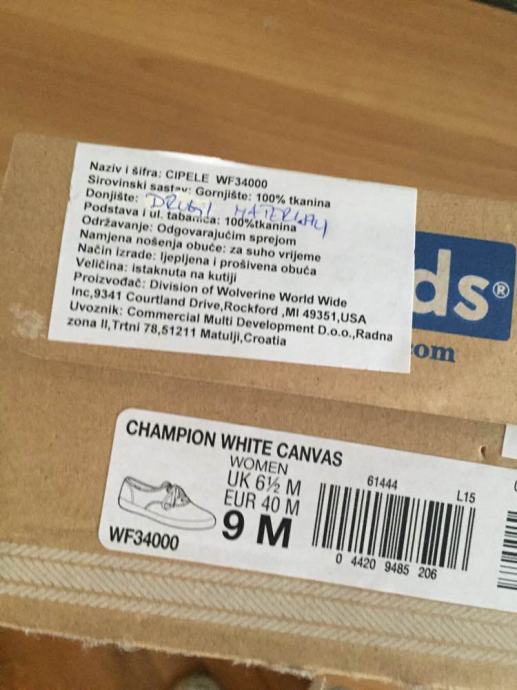 Naziv i šifra: CIPELE WF34000
Sirovinski sastav: Gornjište: 100% tkanina
Donjište: DRUGI MATERIJALI
Podstava i ul. tabanica: 100%tkanina
Održavanje: Odgovarajućim sprejom
Namjena nošenja obuće: za suho vrijeme
Način izrade: ljepljena i prošivena obuća
Veličina: istaknuta na kutiji
Proizvođač: Division of Wolverine World Wide
Inc,9341 Courtland Drive,Rockford ,MI 49351,USA
Uvoznik: Commercial Multi Development D.o.o.,Radna
zona II,Trtni 78,51211 Matulji,Croatia
ds®
com
CHAMPION WHITE CANVAS
WOMEN
UK 6½ M
EUR 40 M
9 M
WF34000
61444
L15
0 4420 9485 206